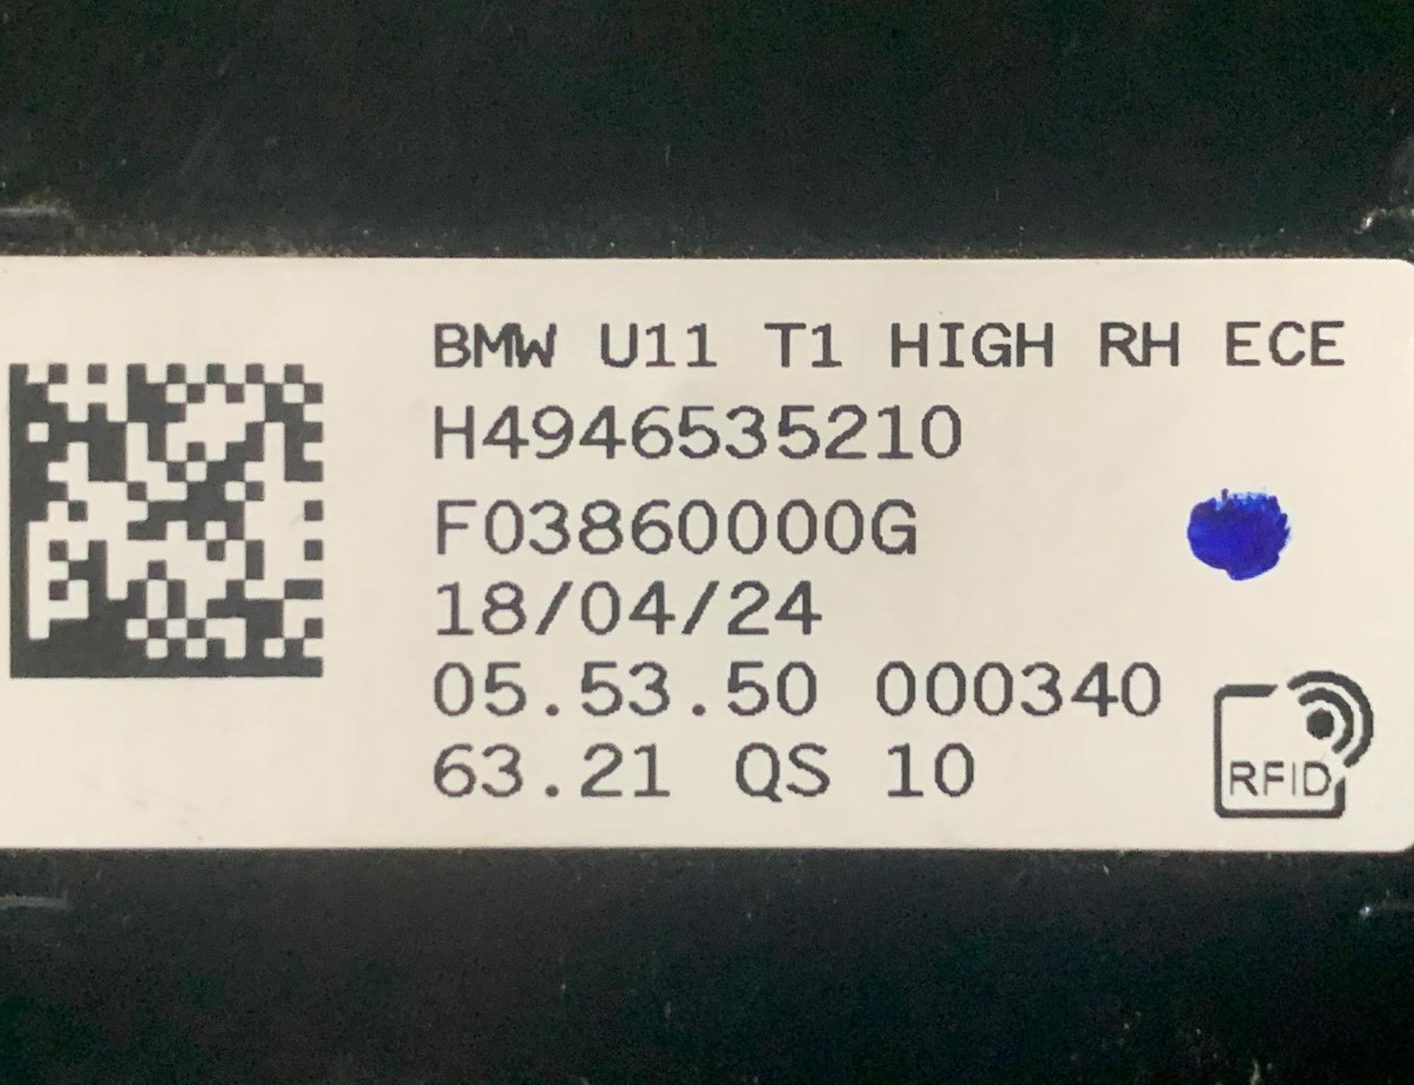 BMW U11 T1 HIGH RH ECE
H4946535210
F03860000G
18/04/24
05.53.50 000340
63.21 QS 10
RFID